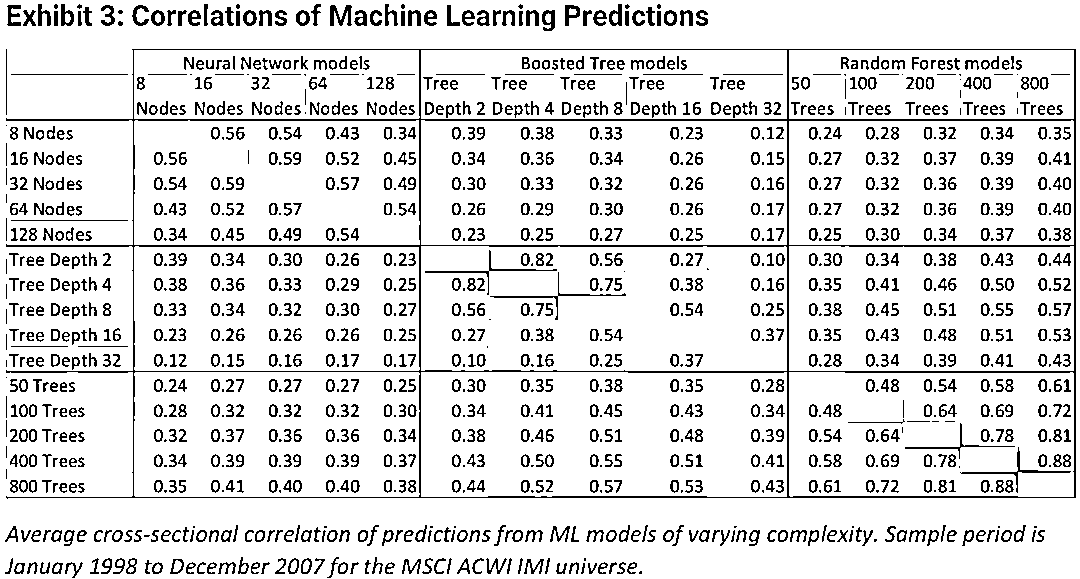 Exhibit 3: Correlations of Machine Learning Predictions
Neural Network models Boosted Tree models Random Forest models
8 16 32 64 128 Tree Tree Tree Tree Tree 50 100 200 400 800
Nodes Nodes Nodes Nodes Nodes Depth 2 Depth 4 Depth 8 Depth 16 Depth 32 Trees Trees Trees Trees Trees
8 Nodes 0.56 0.54 0.43 0.34 0.39 0.38 0.33 0.23 0.12 0.24 0.28 0.32 0.34 0.35
16 Nodes 0.56 0.59 0.52 0.45 0.34 0.36 0.34 0.26 0.15 0.27 0.32 0.37 0.39 0.41
32 Nodes 0.54 0.59 0.57 0.49 0.30 0.33 0.32 0.26 0.16 0.27 0.32 0.36 0.39 0.40
64 Nodes 0.43 0.52 0.57 0.54 0.26 0.29 0.30 0.26 0.17 0.27 0.32 0.36 0.39 0.40
128 Nodes 0.34 0.45 0.49 0.54 0.23 0.25 0.27 0.25 0.17 0.25 0.30 0.34 0.37 0.38
Tree Depth 2 0.39 0.34 0.30 0.26 0.23 0.82 0.56 0.27 0.10 0.30 0.34 0.38 0.43 0.44
Tree Depth 4 0.38 0.36 0.33 0.29 0.25 0.82 0.75 0.38 0.16 0.35 0.41 0.46 0.50 0.52
Tree Depth 8 0.33 0.34 0.32 0.30 0.27 0.56 0.75 0.54 0.25 0.38 0.45 0.51 0.55 0.57
Tree Depth 16 0.23 0.26 0.26 0.26 0.25 0.27 0.38 0.54 0.37 0.35 0.43 0.48 0.51 0.53
Tree Depth 32 0.12 0.15 0.16 0.17 0.17 0.10 0.16 0.25 0.37 0.28 0.34 0.39 0.41 0.43
50 Trees 0.24 0.27 0.27 0.27 0.25 0.30 0.35 0.38 0.35 0.28 0.48 0.54 0.58 0.61
100 Trees 0.28 0.32 0.32 0.32 0.30 0.34 0.41 0.45 0.43 0.34 0.48 0.64 0.69 0.72
200 Trees 0.32 0.37 0.36 0.36 0.34 0.38 0.46 0.51 0.48 0.39 0.54 0.64 0.78 0.81
400 Trees 0.34 0.39 0.39 0.39 0.37 0.43 0.50 0.55 0.51 0.41 0.58 0.69 0.78 0.88
800 Trees 0.35 0.41 0.40 0.40 0.38 0.44 0.52 0.57 0.53 0.43 0.61 0.72 0.81 0.88
Average cross-sectional correlation of predictions from ML models of varying complexity. Sample period is
January 1998 to December 2007 for the MSCI ACWI IMI universe.